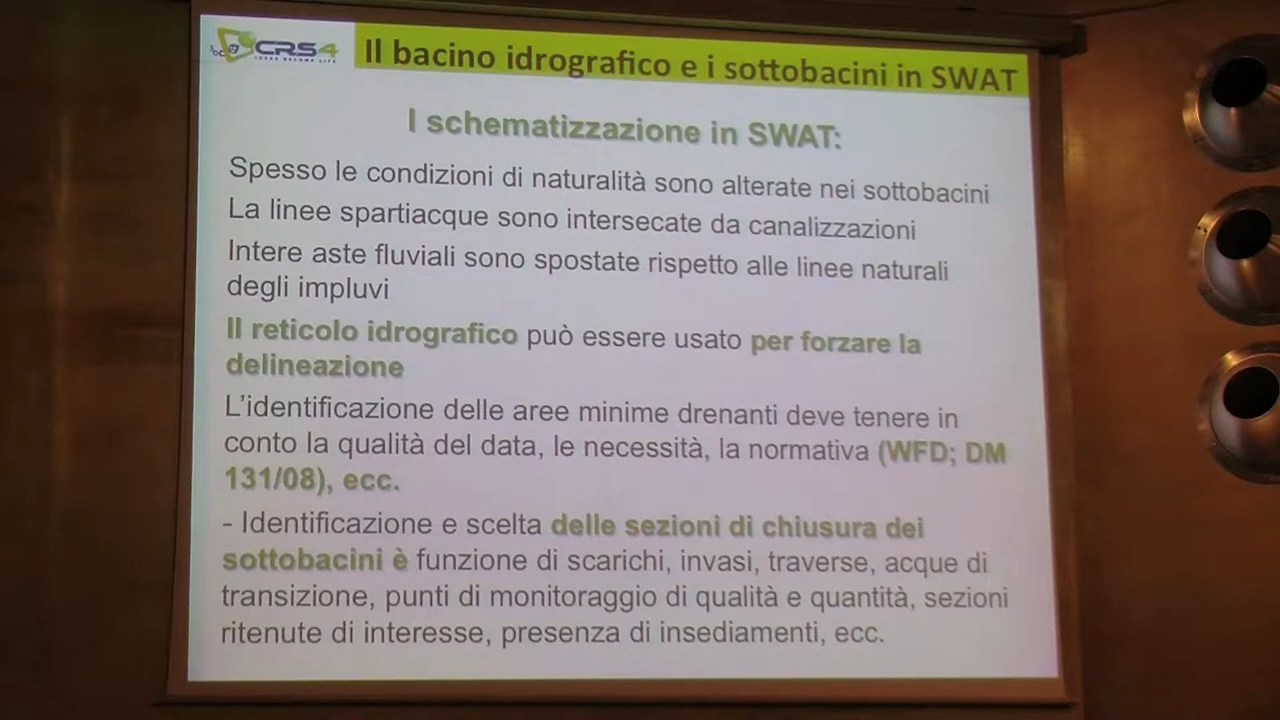 CRS4
Il bacino idrografico e i sottobacini in SWAT
I schematizzazione in SWAT:
Spesso le condizioni di naturalità sono alterate nei sottobacini
La linee spartiacque sono intersecate da canalizzazioni
Intere aste fluviali sono spostate rispetto alle linee naturali
degli impluvi
Il reticolo idrografico può essere usato per forzare la
delineazione
L'identificazione delle aree minime drenanti deve tenere in
conto la qualità del data, le necessità, la normativa (WFD; DM
131/08), ecc.
- Identificazione e scelta delle sezioni di chiusura dei
sottobacini è funzione di scarichi, invasi, traverse, acque di
transizione, punti di monitoraggio di qualità e quantità, sezioni
ritenute di interesse, presenza di insediamenti, ecc.